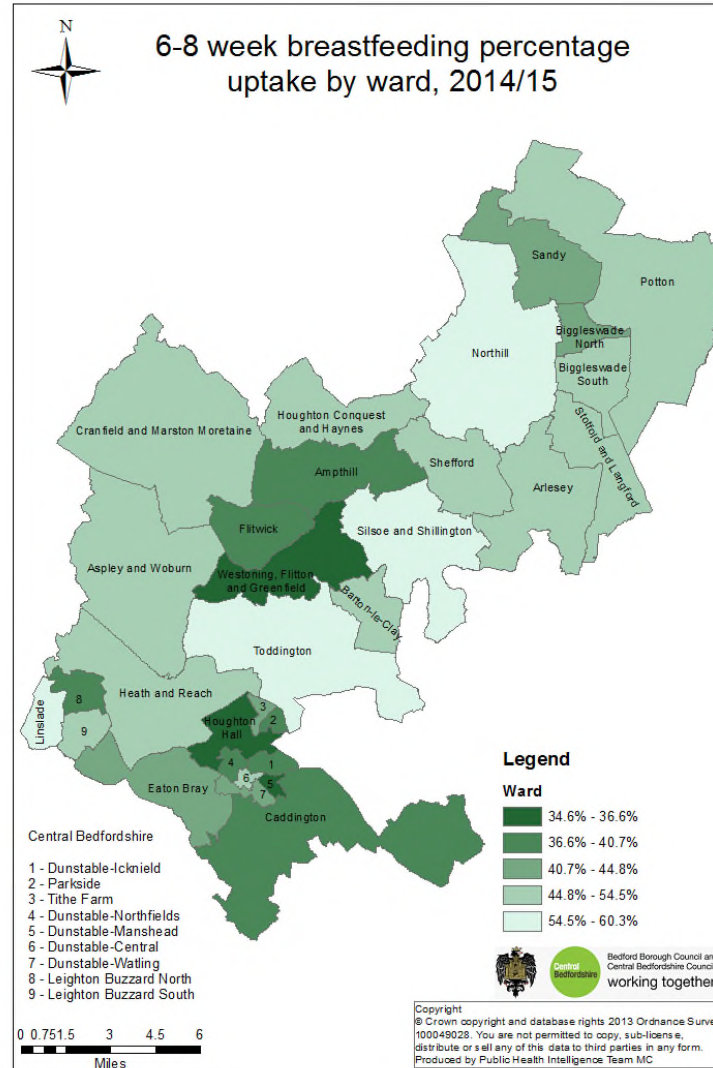 N
6-8 week breastfeeding percentage
uptake by ward, 2014/15
Sandy
Potton
Biggleswade
North
Northill
Biggleswade
South
Houghton Conquest
and Haynes
Cranfield and Marston Moretaine
Stotfold and Langford
Shefford
Ampthill
Arlesey
Flitwick
Silsoe and Shillington
Aspley and Woburn
Westoning, Flitton
and Greenfield
Barton-le-Clay
Toddington
Heath and Reach
Linslade
8
9
3
2
Houghton
Hall
4
1
6
5
7
Eaton Bray
Caddington
Legend
Ward
34.6% - 36.6%
36.6% - 40.7%
40.7% - 44.8%
44.8% - 54.5%
54.5% - 60.3%
Central Bedfordshire
1 - Dunstable-Icknield
2 - Parkside
3 - Tithe Farm
4 - Dunstable-Northfields
5 - Dunstable-Manshead
6 - Dunstable-Central
7 - Dunstable-Watling
8 - Leighton Buzzard North
9 - Leighton Buzzard South
Central
Bedfordshire
Bedford Borough Council an
Central Bedfordshire Counci
working together
0 0.751.5 3 4.5 6
Miles
Copyright
© Crown copyright and database rights 2013 Ordnance Surve
100049028. You are not permitted to copy, sub-license,
distribute or sell any of this data to third parties in any form.
Produced by Public Health Intelligence Team MC